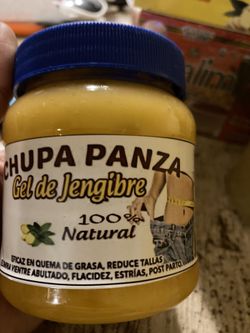 CHUPA PANZA
Gel de Jengibre
100%
Natural
EFICAZ EN QUEMA DE GRASA, REDUCE TALLAS
VIENTRE ABULTADO, FLACIDEZ, ESTRÍAS, POST PARTO